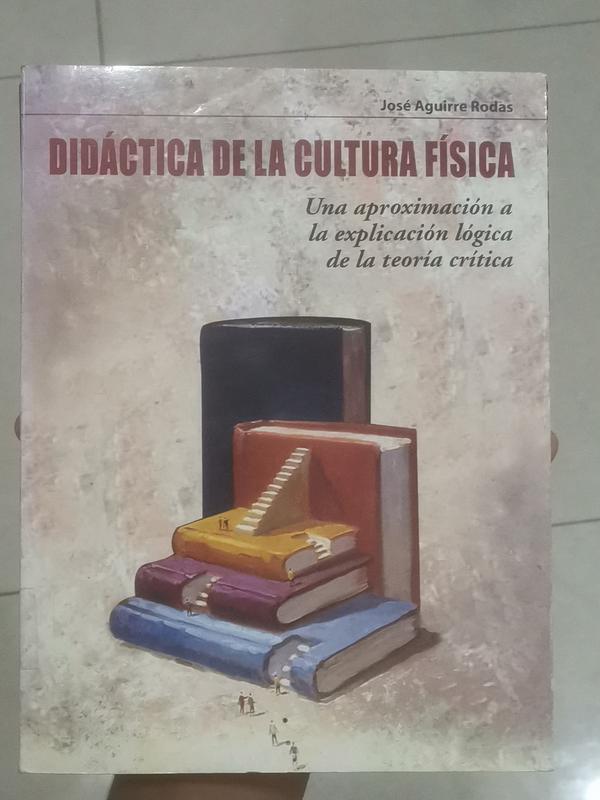 José Aguirre Rodas
DIDÁCTICA DE LA CULTURA FÍSICA
Una aproximación a
la explicación lógica
de la teoría crítica